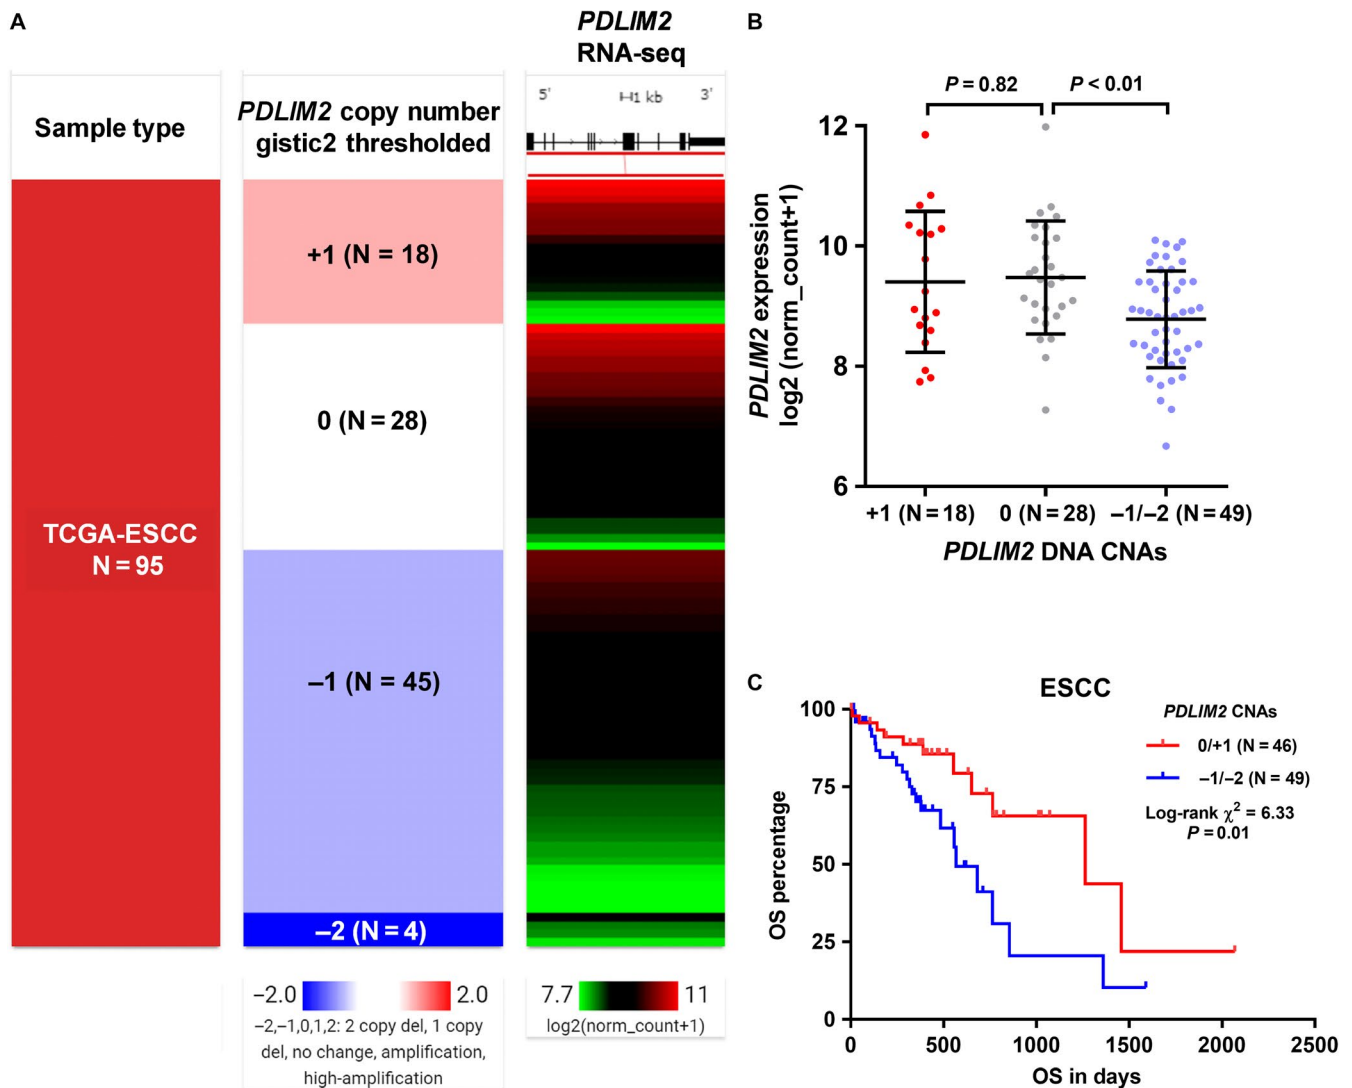 A
Sample type
TCGA-ESCC
N = 95
PDLIM2 copy number
gistic2 thresholded
+1 (N = 18)
0 (N = 28)
–1 (N = 45)
–2 (N = 4)
–2.0
2.0
–2,–1,0,1,2: 2 copy del, 1 copy
del, no change, amplification,
high-amplification
PDLIM2
RNA-seq
5'
1 kb
3'
7.7
11
log2(norm_count+1)
B
P = 0.82
P < 0.01
PDLIM2 expression
log2 (norm_count+1)
12
10
8
6
+1 (N = 18)
0 (N = 28)
–1/–2 (N = 49)
PDLIM2 DNA CNAs
C
ESCC
PDLIM2 CNAs
0/+1 (N = 46)
–1/–2 (N = 49)
Log-rank χ² = 6.33
P = 0.01
OS percentage
100
75
50
25
0
0
500
1000
1500
2000
2500
OS in days